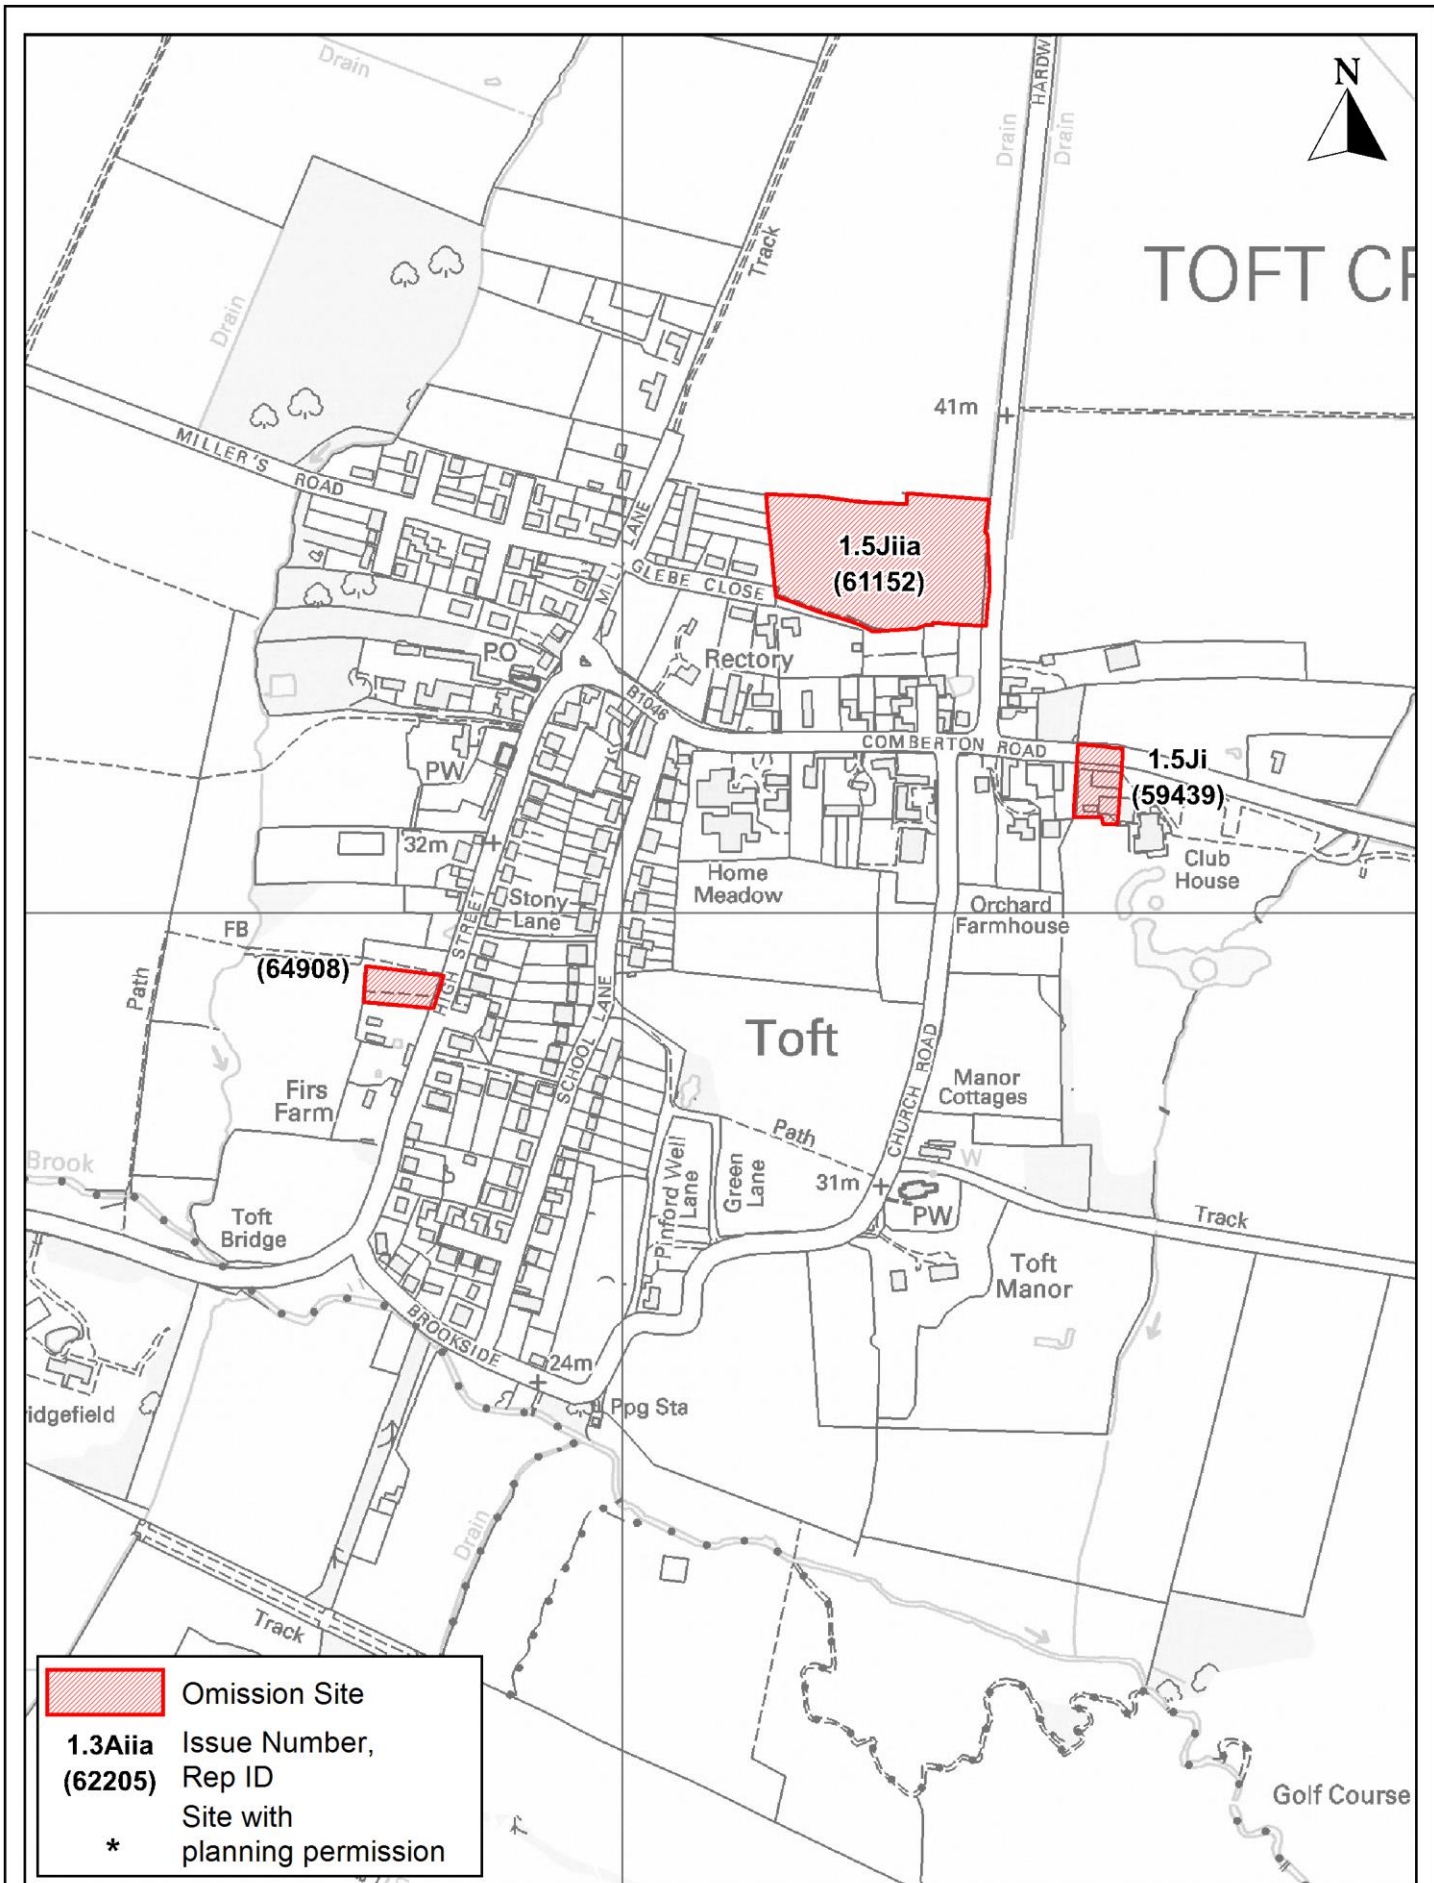 Drain
N
HARDW
Drain
Drain
Track
TOFT CR
Drain
41m
MILLER'S ROAD
MILL LANE
GLEBE CLOSE
1.5Jiia
(61152)
PO
Rectory
B1046
COMBERTON ROAD
1.5Ji
(59439)
PW
32m
Club
House
Home
Meadow
Stony
Lane
Orchard
Farmhouse
HIGH STREET
FB
(64908)
Path
SCHOOL LANE
Toft
CHURCH ROAD
Firs
Farm
Manor
Cottages
Path
Brook
Pinford Well
Lane
Green
Lane
31m
W
PW
Track
Toft
Bridge
Toft
Manor
BROOKSIDE
24m
Ppg Sta
idgefield
Drain
Track
Omission Site
1.3Aiia
(62205)
Issue Number,
Rep ID
*
Site with
planning permission
Golf Course